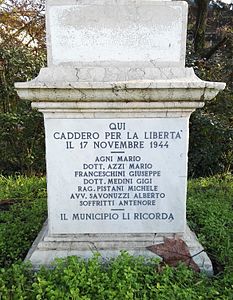 QUI
CADDERO PER LA LIBERTA'
IL 17 NOVEMBRE 1944
AGNI MARIO
DOTT. AZZI MARIO
FRANCESCHINI GIUSEPPE
DOTT. MEDINI GIGI
RAG. PISTANI MICHELE
AVV. SAVONUZZI ALBERTO
SOFFRITTI ANTENORE
IL MUNICIPIO LI RICORDA